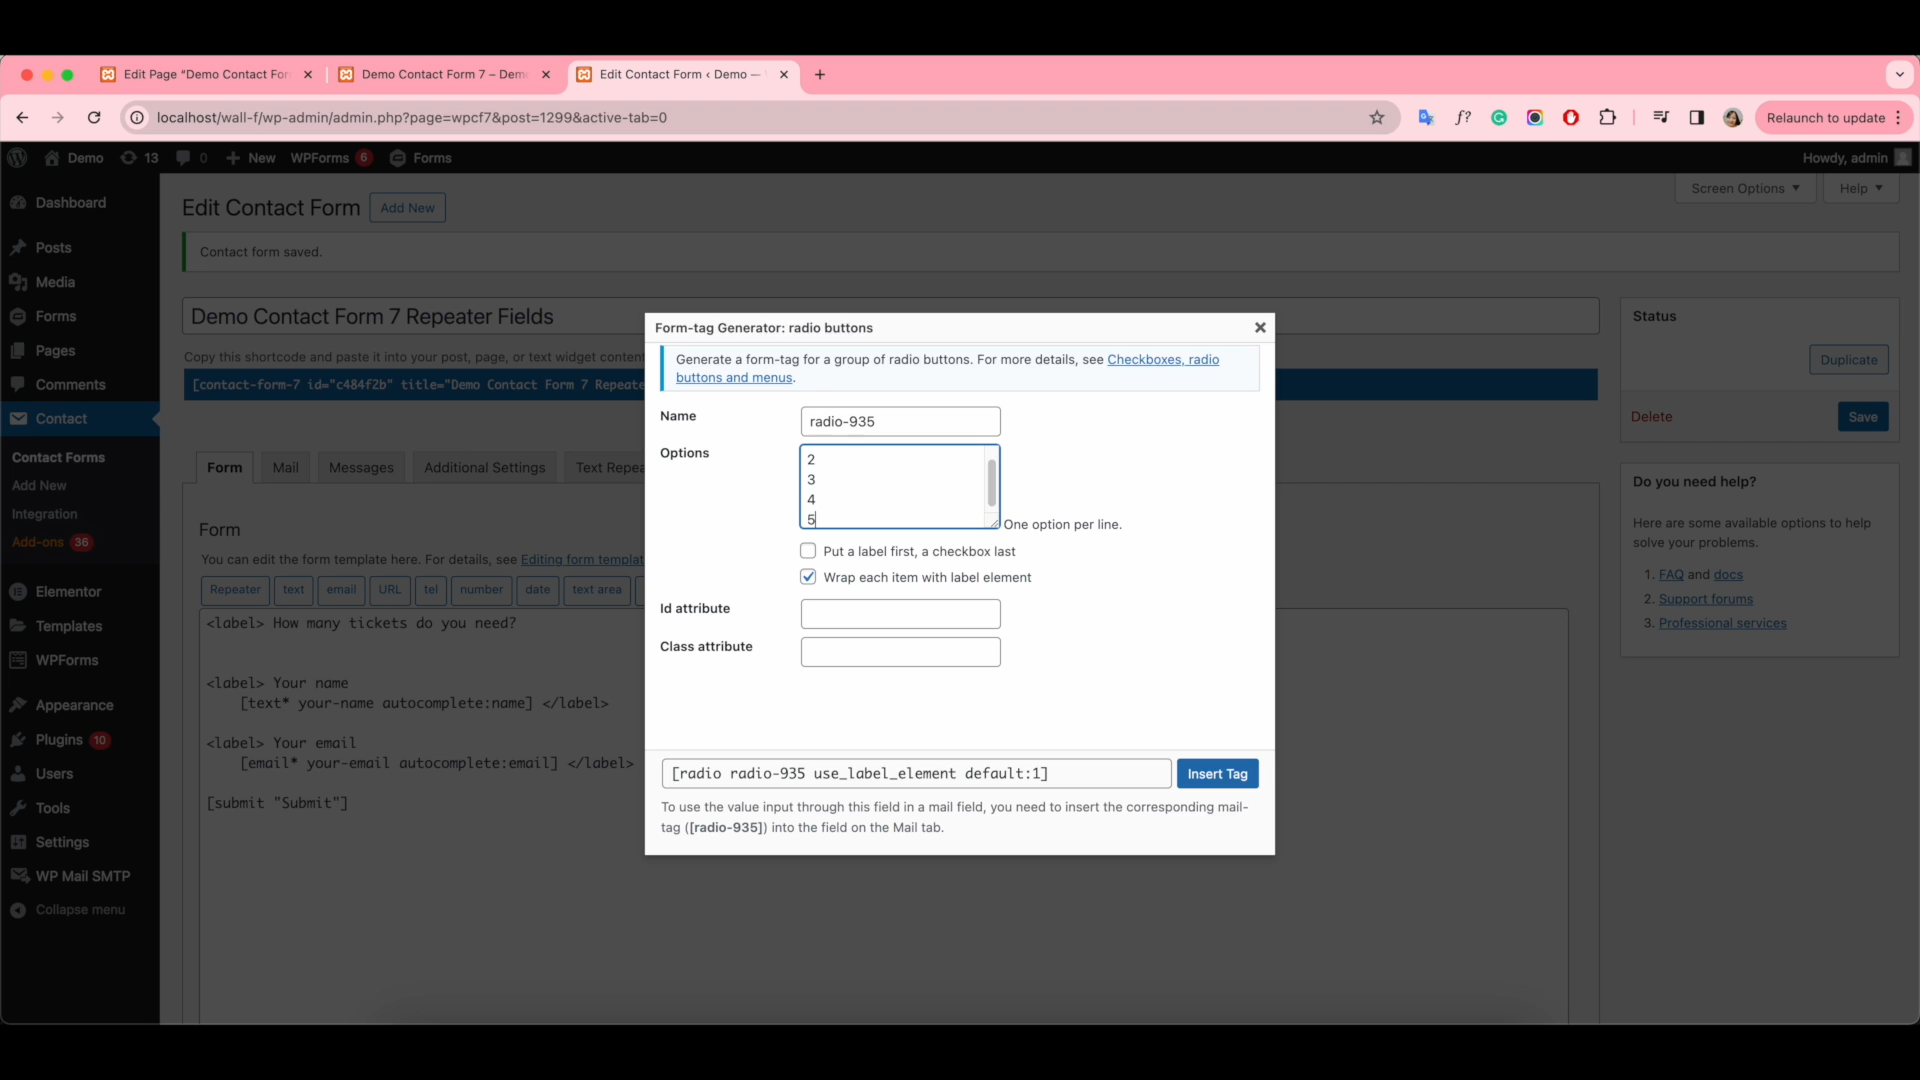 Edit Page "Demo Contact For
Demo Contact Form 7 – Demo
Edit Contact Form ‹ Demo —
localhost/wall-f/wp-admin/admin.php?page=wpcf7&post=1299&active-tab=0
f?
Relaunch to update
Demo
13
0
New
WPForms 6
Forms
Howdy, admin
Dashboard
Posts
Media
Forms
Pages
Comments
Contact
Contact Forms
Add New
Integration
Add-ons 36
Elementor
Templates
WPForms
Appearance
Plugins 10
Users
Tools
Settings
WP Mail SMTP
Collapse menu
Screen Options
Help
Edit Contact Form
Add New
Contact form saved.
Demo Contact Form 7 Repeater Fields
Copy this shortcode and paste it into your post, page, or text widget content
[contact-form-7 id="c484f2b" title="Demo Contact Form 7 Repeate
Form
Mail
Messages
Additional Settings
Text Repea
Form
You can edit the form template here. For details, see Editing form templat
Repeater
text
email
URL
tel
number
date
text area
<label> How many tickets do you need?
<label> Your name
[text* your-name autocomplete:name] </label>
<label> Your email
[email* your-email autocomplete:email] </label>
[submit "Submit"]
Form-tag Generator: radio buttons
Generate a form-tag for a group of radio buttons. For more details, see Checkboxes, radio
buttons and menus.
Name
radio-935
Options
2
3
4
5
One option per line.
Put a label first, a checkbox last
Wrap each item with label element
Id attribute
Class attribute
[radio radio-935 use_label_element default:1]
Insert Tag
To use the value input through this field in a mail field, you need to insert the corresponding mail-
tag ([radio-935]) into the field on the Mail tab.
Status
Duplicate
Delete
Save
Do you need help?
Here are some available options to help
solve your problems.
1. FAQ and docs
2. Support forums
3. Professional services